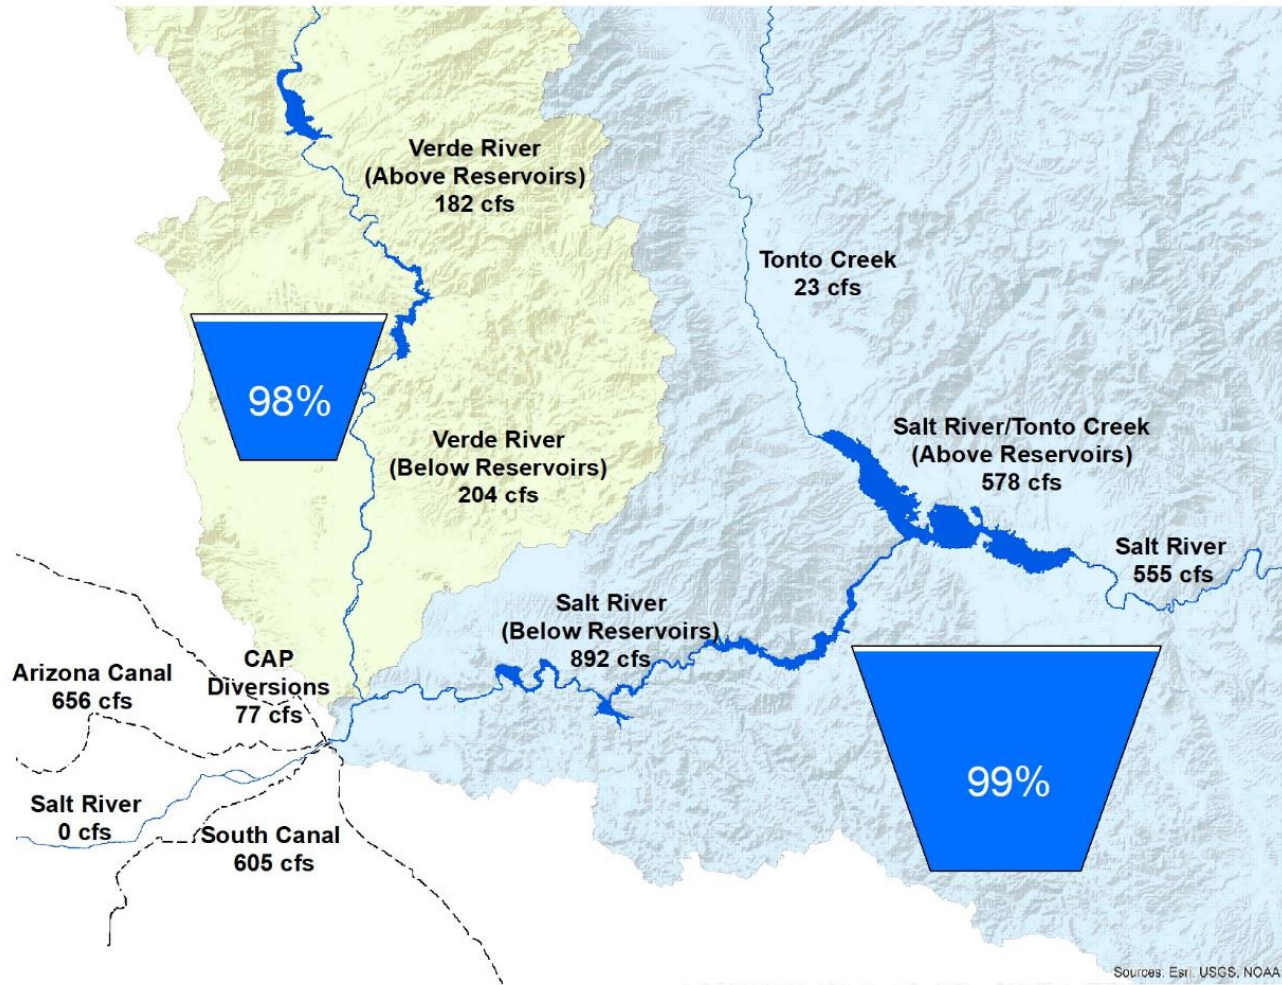 Verde River
(Above Reservoirs)
182 cfs
Tonto Creek
23 cfs
98%
Verde River
(Below Reservoirs)
204 cfs
Salt River/Tonto Creek
(Above Reservoirs)
578 cfs
Salt River
555 cfs
Salt River
(Below Reservoirs)
892 cfs
CAP
Diversions
77 cfs
Arizona Canal
656 cfs
99%
Salt River
0 cfs
South Canal
605 cfs
Sources: Esri, USGS, NOAA